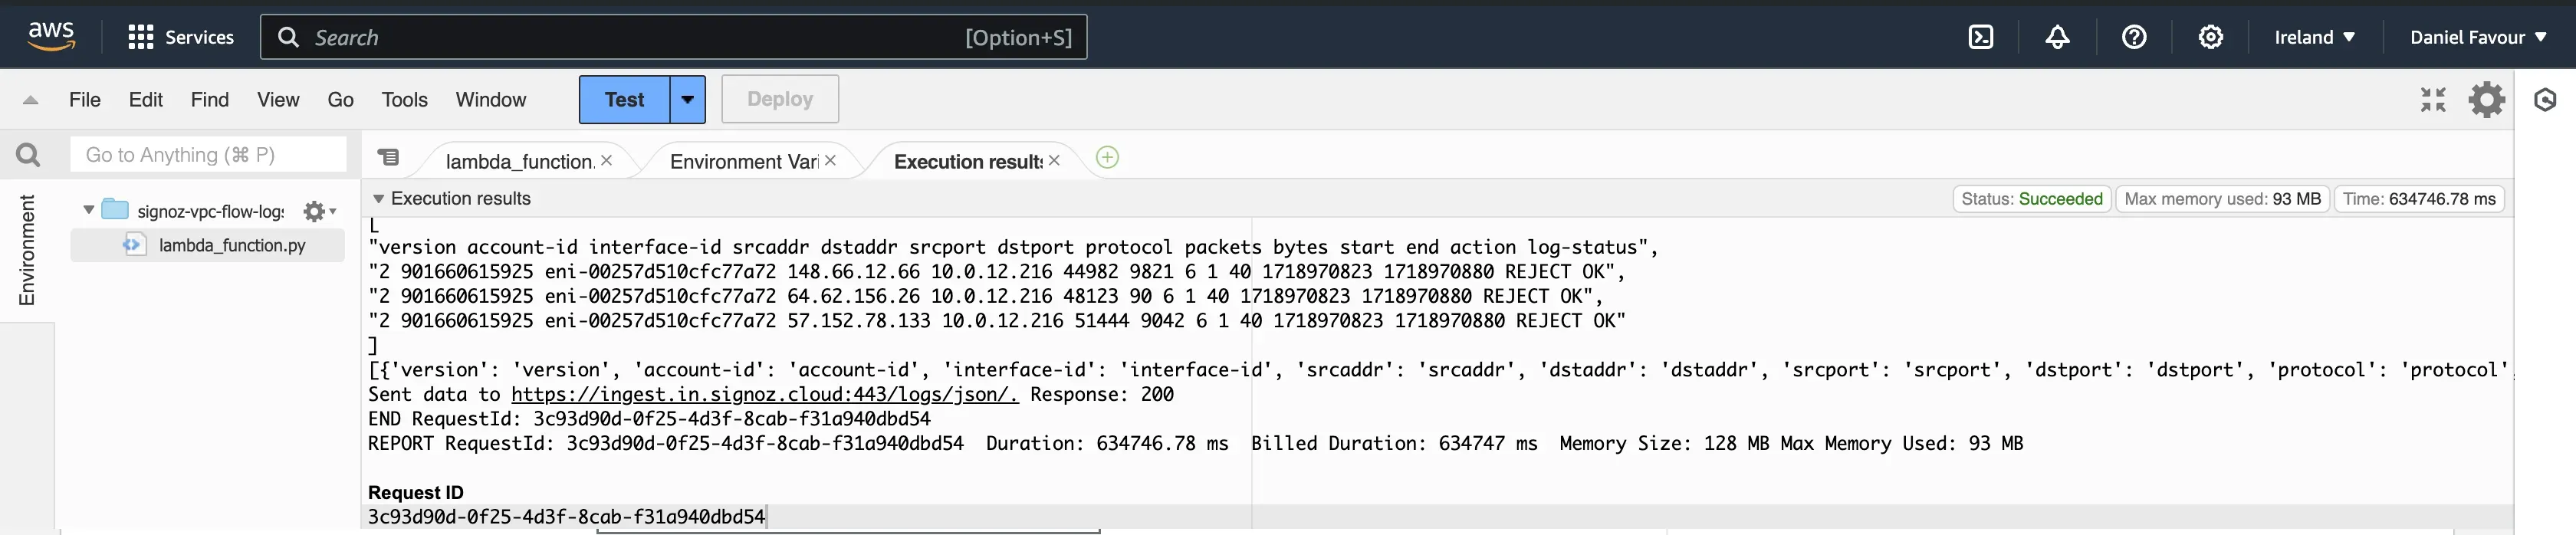 aws Services Search [Option+S] Ireland Daniel Favour
File Edit Find View Go Tools Window Test Deploy
Go to Anything (⌘ P) lambda_function. Environment Vari Execution results
Environment
signoz-vpc-flow-logs
lambda_function.py
Execution results Status: Succeeded Max memory used: 93 MB Time: 634746.78 ms
[
"version account-id interface-id srcaddr dstaddr srcport dstport protocol packets bytes start end action log-status",
"2 901660615925 eni-00257d510cfc77a72 148.66.12.66 10.0.12.216 44982 9821 6 1 40 1718970823 1718970880 REJECT OK",
"2 901660615925 eni-00257d510cfc77a72 64.62.156.26 10.0.12.216 48123 90 6 1 40 1718970823 1718970880 REJECT OK",
"2 901660615925 eni-00257d510cfc77a72 57.152.78.133 10.0.12.216 51444 9042 6 1 40 1718970823 1718970880 REJECT OK"
]
[{'version': 'version', 'account-id': 'account-id', 'interface-id': 'interface-id', 'srcaddr': 'srcaddr', 'dstaddr': 'dstaddr', 'srcport': 'srcport', 'dstport': 'dstport', 'protocol': 'protocol',
Sent data to https://ingest.in.signoz.cloud:443/logs/json/. Response: 200
END RequestId: 3c93d90d-0f25-4d3f-8cab-f31a940dbd54
REPORT RequestId: 3c93d90d-0f25-4d3f-8cab-f31a940dbd54 Duration: 634746.78 ms Billed Duration: 634747 ms Memory Size: 128 MB Max Memory Used: 93 MB
Request ID
3c93d90d-0f25-4d3f-8cab-f31a940dbd54